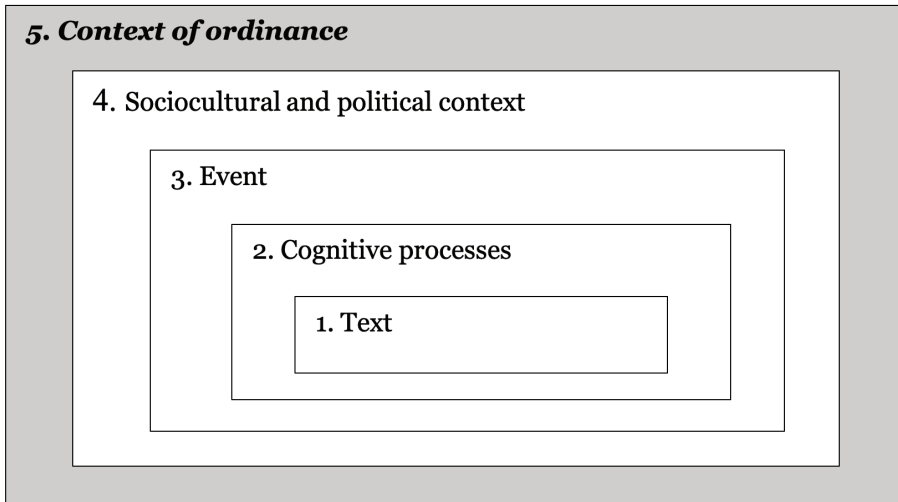 5. Context of ordinance
4. Sociocultural and political context
3. Event
2. Cognitive processes
1. Text